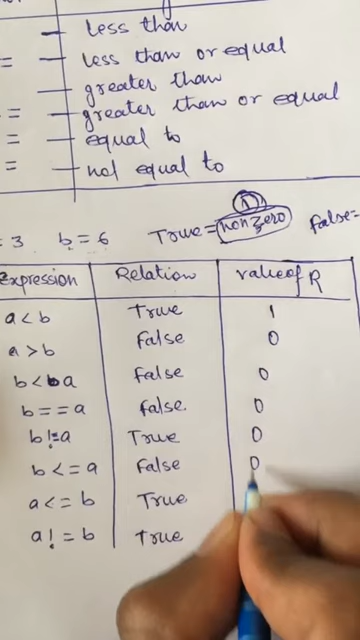 — less than
= — less than or equal
— greater than
= — greater than or equal
= — equal to
= — not equal to
= 3 b = 6 True = nonzero 1 false =
Expression Relation value of R
a < b True 1
a > b False 0
b < a False 0
b == a False. 0
b != a True 0
b <= a False 0
a <= b True
a != b True